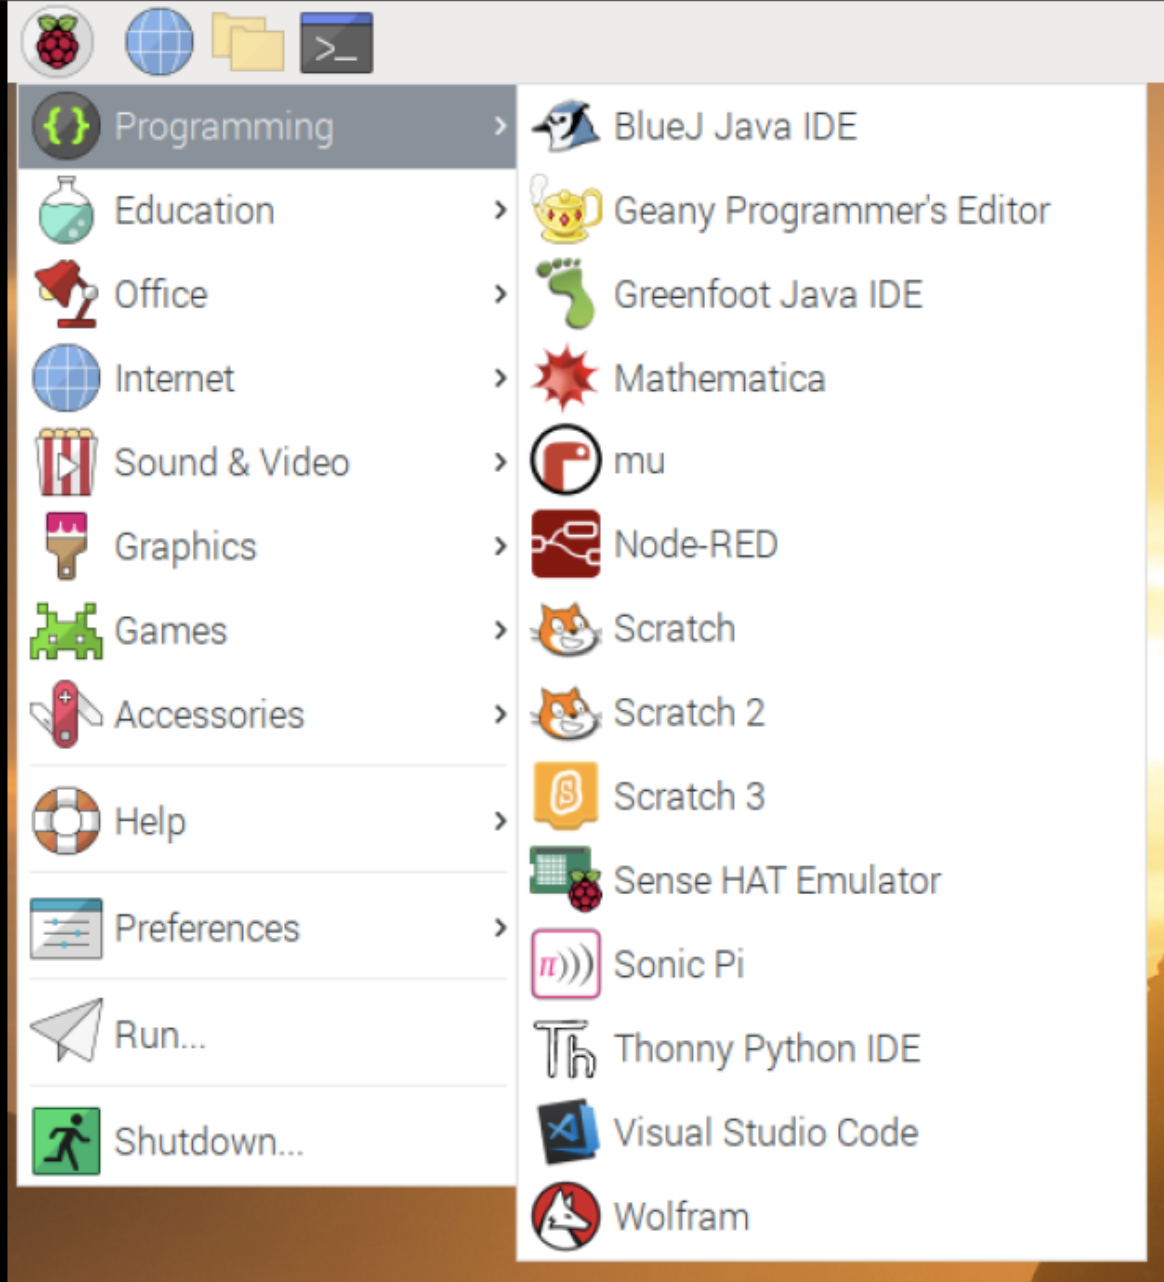 Programming
Education
Office
Internet
Sound & Video
Graphics
Games
Accessories
Help
Preferences
Run...
Shutdown...
BlueJ Java IDE
Geany Programmer's Editor
Greenfoot Java IDE
Mathematica
mu
Node-RED
Scratch
Scratch 2
Scratch 3
Sense HAT Emulator
Sonic Pi
Thonny Python IDE
Visual Studio Code
Wolfram